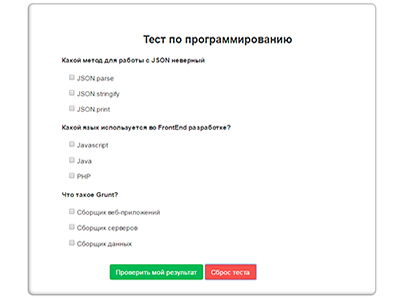 Тест по программированию
Какой метод для работы с JSON неверный
JSON.parse
JSON.stringify
JSON.print
Какой язык используется во FrontEnd разработке?
Javascript
Java
PHP
Что такое Grunt?
Сборщик веб-приложений
Сборщик серверов
Сборщик данных
Проверить мой результат Сброс теста